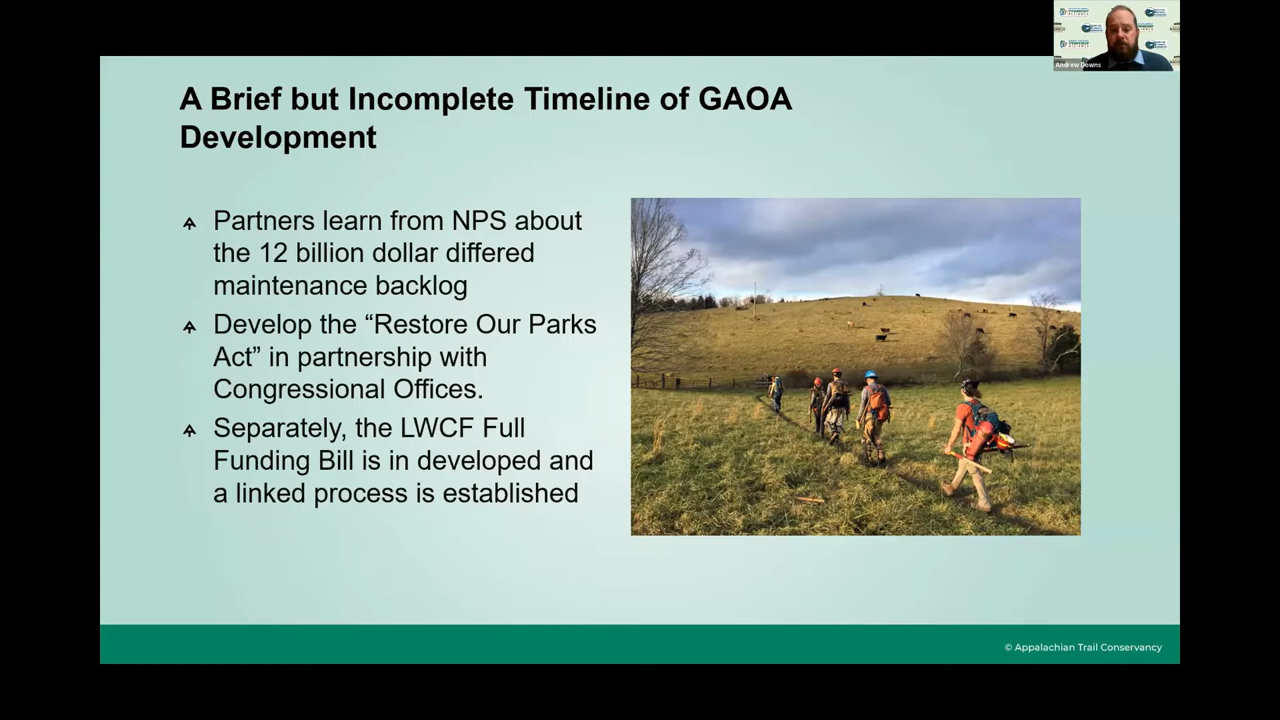 A Brief but Incomplete Timeline of GAOA
Development
Partners learn from NPS about
the 12 billion dollar differed
maintenance backlog
Develop the “Restore Our Parks
Act” in partnership with
Congressional Offices.
Separately, the LWCF Full
Funding Bill is in developed and
a linked process is established
© Appalachian Trail Conservancy
Andrew Downs